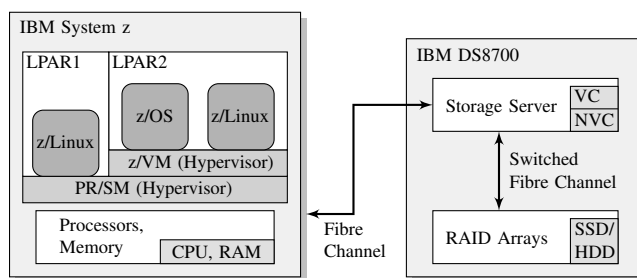 IBM System z
LPAR1
LPAR2
z/OS
z/Linux
z/Linux
z/VM (Hypervisor)
PR/SM (Hypervisor)
Processors,
Memory
CPU, RAM
Fibre
Channel
IBM DS8700
Storage Server
VC
NVC
Switched
Fibre Channel
RAID Arrays
SSD/
HDD